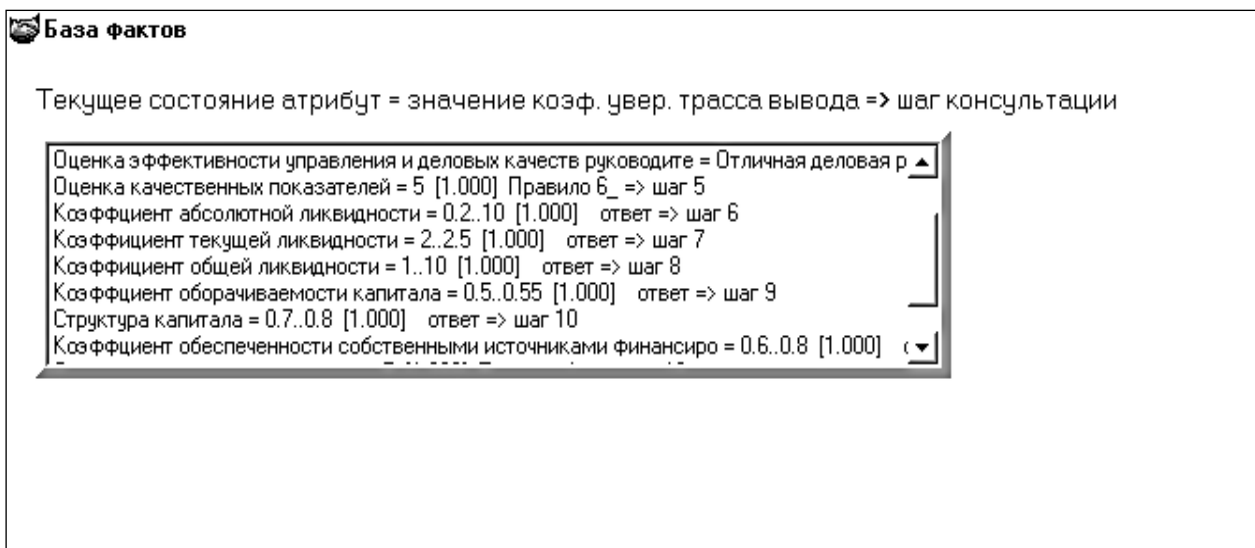 База фактов
Текущее состояние атрибут = значение коэф. увер. трасса вывода => шаг консультации
Оценка эффективности управления и деловых качеств руководите = Отличная деловая р
Оценка качественных показателей = 5 [1.000] Правило 6_ => шаг 5
Коэффциент абсолютной ликвидности = 0.2..10 [1.000] ответ => шаг 6
Коэффициент текущей ликвидности = 2..2.5 [1.000] ответ => шаг 7
Коэффициент общей ликвидности = 1..10 [1.000] ответ => шаг 8
Коэффциент оборачиваемости капитала = 0.5..0.55 [1.000] ответ => шаг 9
Структура капитала = 0.7..0.8 [1.000] ответ => шаг 10
Коэффциент обеспеченности собственными источниками финансиро = 0.6..0.8 [1.000]